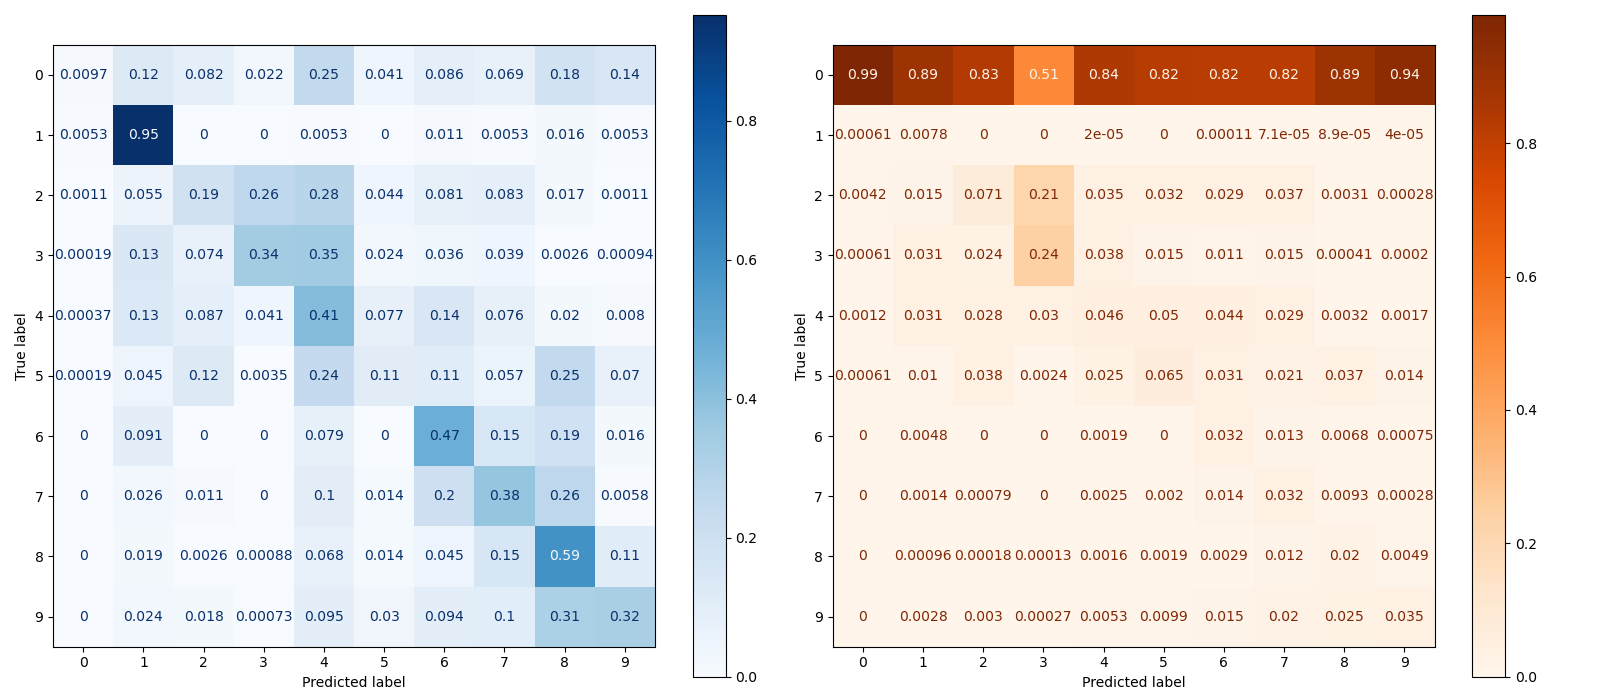 0 0.0097 0.12 0.082 0.022 0.25 0.041 0.086 0.069 0.18 0.14
1 0.0053 0.95 0 0 0.0053 0 0.011 0.0053 0.016 0.0053
2 0.0011 0.055 0.19 0.26 0.28 0.044 0.081 0.083 0.017 0.0011
3 0.00019 0.13 0.074 0.34 0.35 0.024 0.036 0.039 0.0026 0.00094
4 0.00037 0.13 0.087 0.041 0.41 0.077 0.14 0.076 0.02 0.008
5 0.00019 0.045 0.12 0.0035 0.24 0.11 0.11 0.057 0.25 0.07
6 0 0.091 0 0 0.079 0 0.47 0.15 0.19 0.016
7 0 0.026 0.011 0 0.1 0.014 0.2 0.38 0.26 0.0058
8 0 0.019 0.0026 0.00088 0.068 0.014 0.045 0.15 0.59 0.11
9 0 0.024 0.018 0.00073 0.095 0.03 0.094 0.1 0.31 0.32
0 1 2 3 4 5 6 7 8 9
Predicted label
True label
0.8
0.6
0.4
0.2
0.0
0 0.99 0.89 0.83 0.51 0.84 0.82 0.82 0.82 0.89 0.94
1 0.00061 0.0078 0 0 2e-05 0 0.00011 7.1e-05 8.9e-05 4e-05
2 0.0042 0.015 0.071 0.21 0.035 0.032 0.029 0.037 0.0031 0.00028
3 0.00061 0.031 0.024 0.24 0.038 0.015 0.011 0.015 0.00041 0.0002
4 0.0012 0.031 0.028 0.03 0.046 0.05 0.044 0.029 0.0032 0.0017
5 0.00061 0.01 0.038 0.0024 0.025 0.065 0.031 0.021 0.037 0.014
6 0 0.0048 0 0 0.0019 0 0.032 0.013 0.0068 0.00075
7 0 0.0014 0.00079 0 0.0025 0.002 0.014 0.032 0.0093 0.00028
8 0 0.00096 0.00018 0.00013 0.0016 0.0019 0.0029 0.012 0.02 0.0049
9 0 0.0028 0.003 0.00027 0.0053 0.0099 0.015 0.02 0.025 0.035
0 1 2 3 4 5 6 7 8 9
Predicted label
True label
0.8
0.6
0.4
0.2
0.0